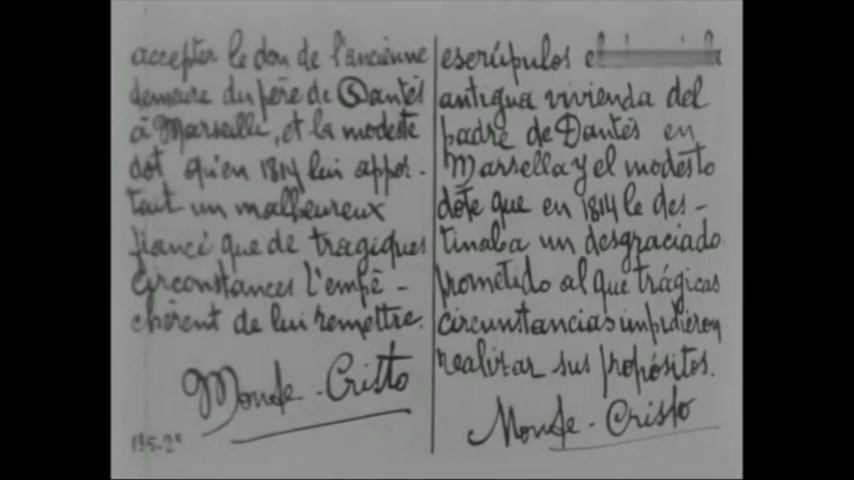 accepter le don de l'ancienne
demeure du père de Dantès
à Marseille, et la modeste
dot qu'en 1814 lui appor-
tait un malheureux
fiancé que de tragiques
circonstances l'empê-
chèrent de lui remettre.
Monte-Cristo
135-2ª
escrúpulos
antigua vivienda del
padre de Dantès en
Marsella y el modesto
dote que en 1814 le des-
tinaba un desgraciado
prometido al que trágicas
circunstancias impidieron
realizar sus propósitos.
Monte-Cristo